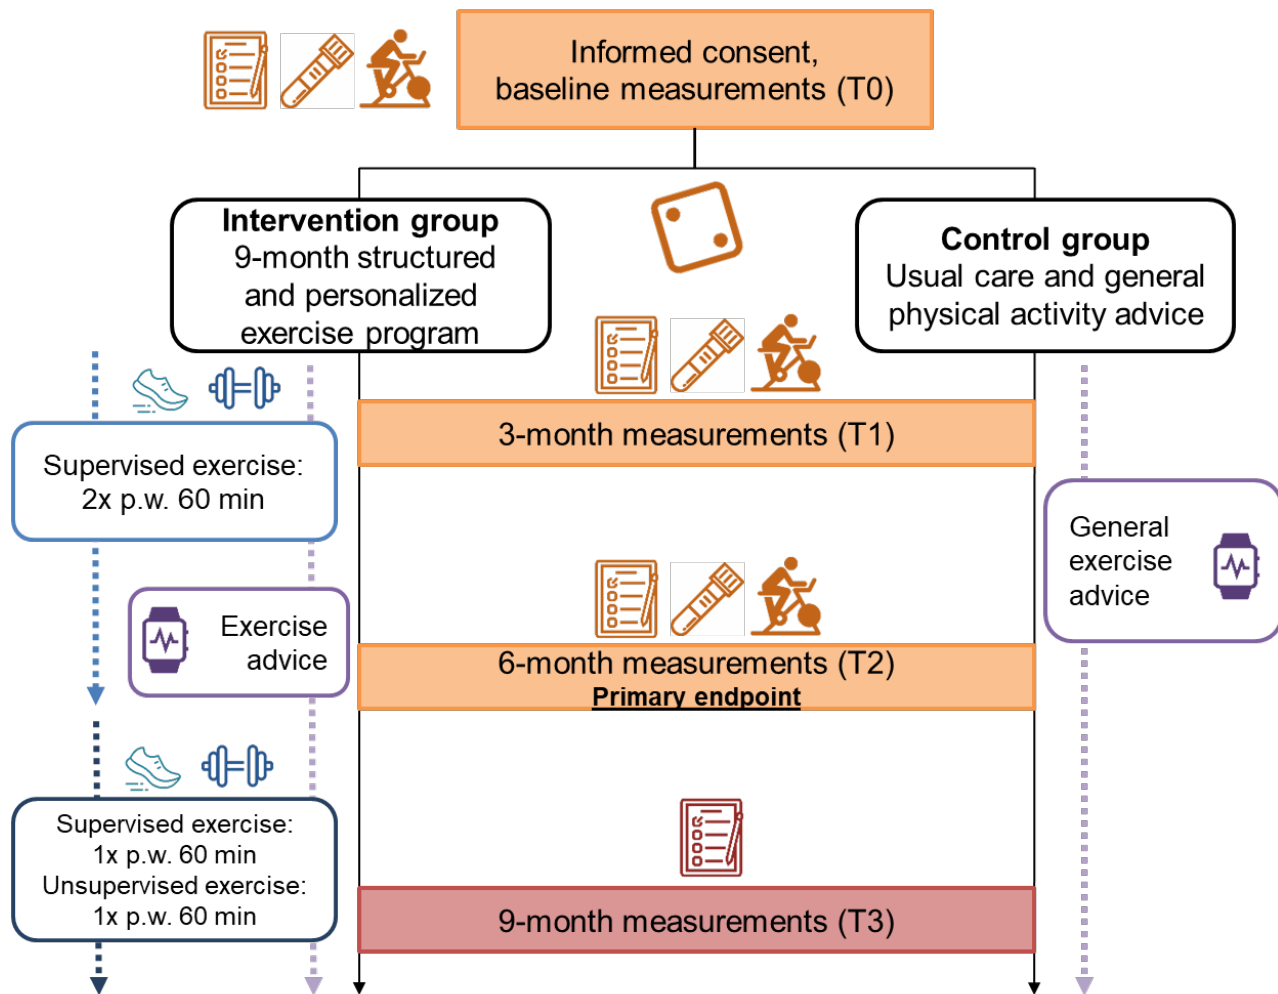 Informed consent,
baseline measurements (T0)
Intervention group
9-month structured
and personalized
exercise program
Control group
Usual care and general
physical activity advice
3-month measurements (T1)
Supervised exercise:
2x p.w. 60 min
General
exercise
advice
Exercise
advice
6-month measurements (T2)
Primary endpoint
Supervised exercise:
1x p.w. 60 min
Unsupervised exercise:
1x p.w. 60 min
9-month measurements (T3)